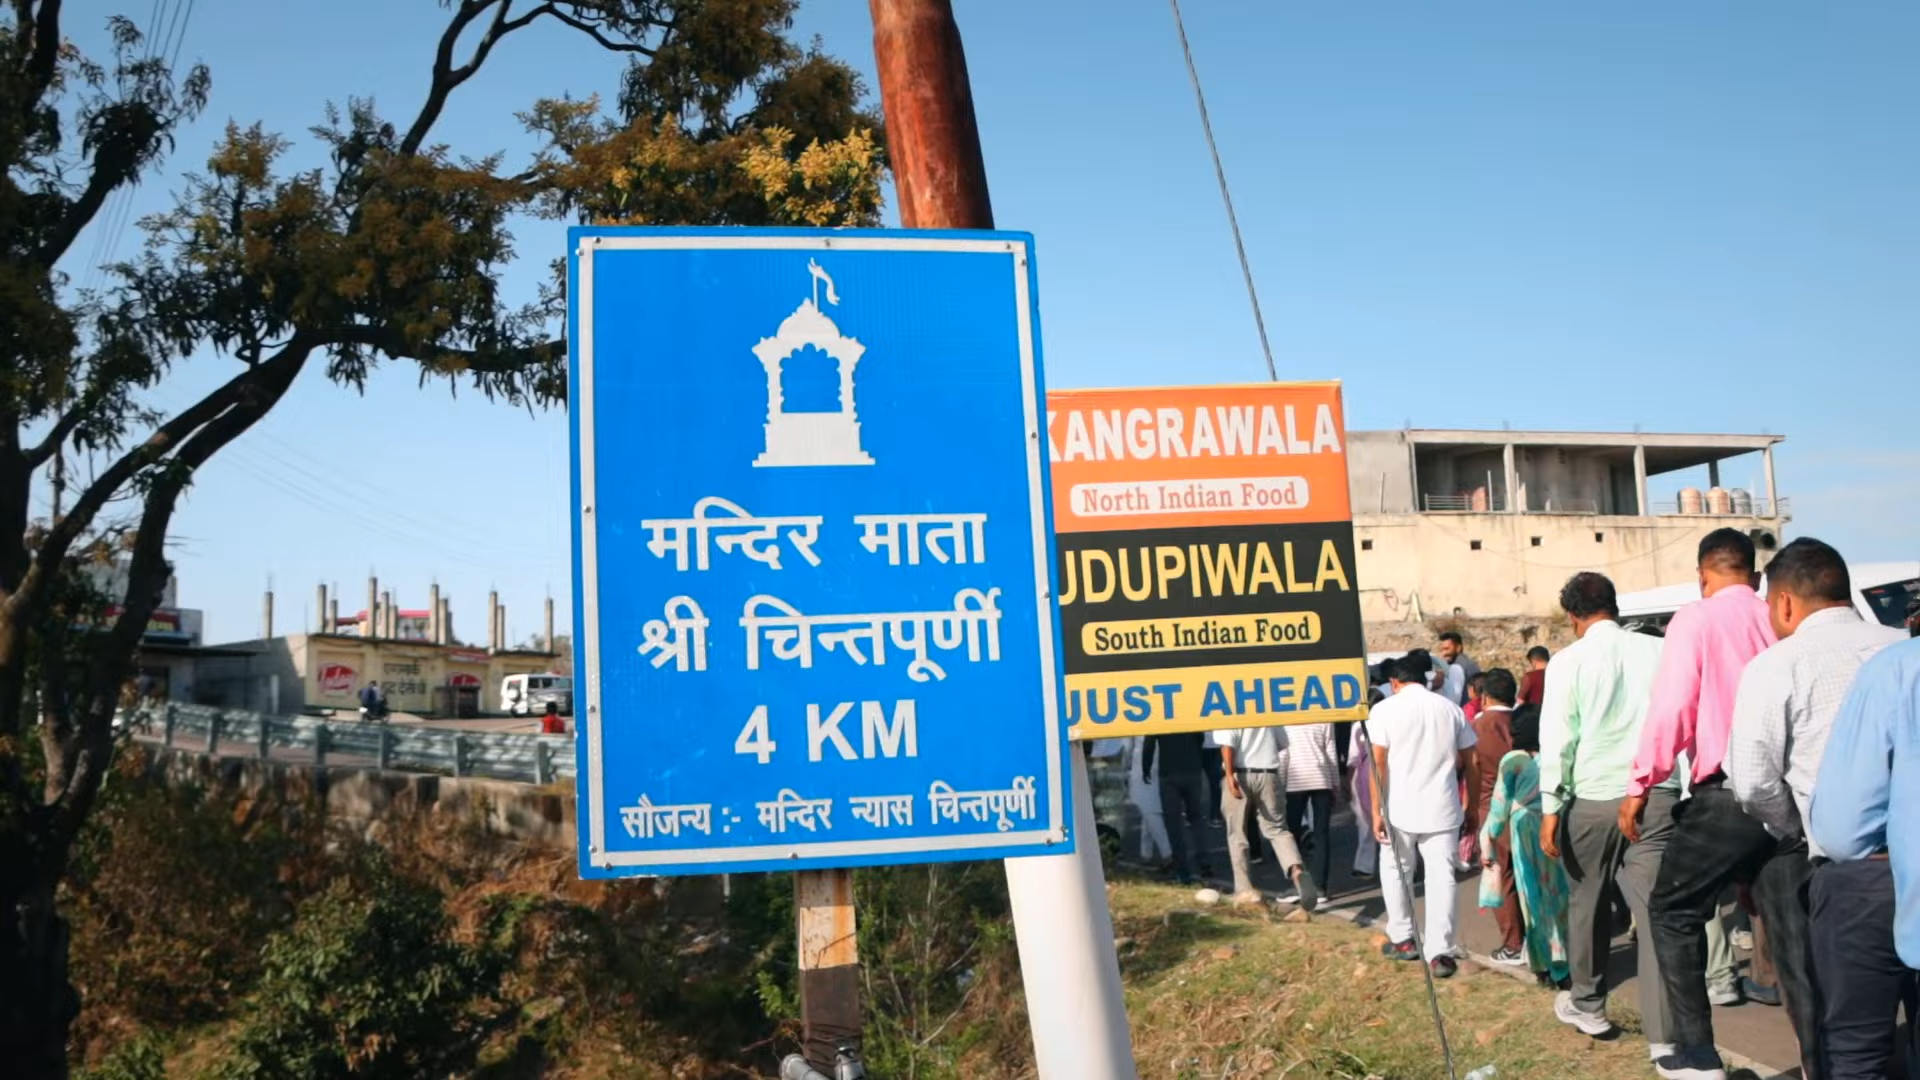 मन्दिर माता
श्री चिन्तपूर्णी
4 KM
सौजन्य :- मन्दिर न्यास चिन्तपूर्णी
KANGRAWALA
North Indian Food
UDUPIWALA
South Indian Food
JUST AHEAD